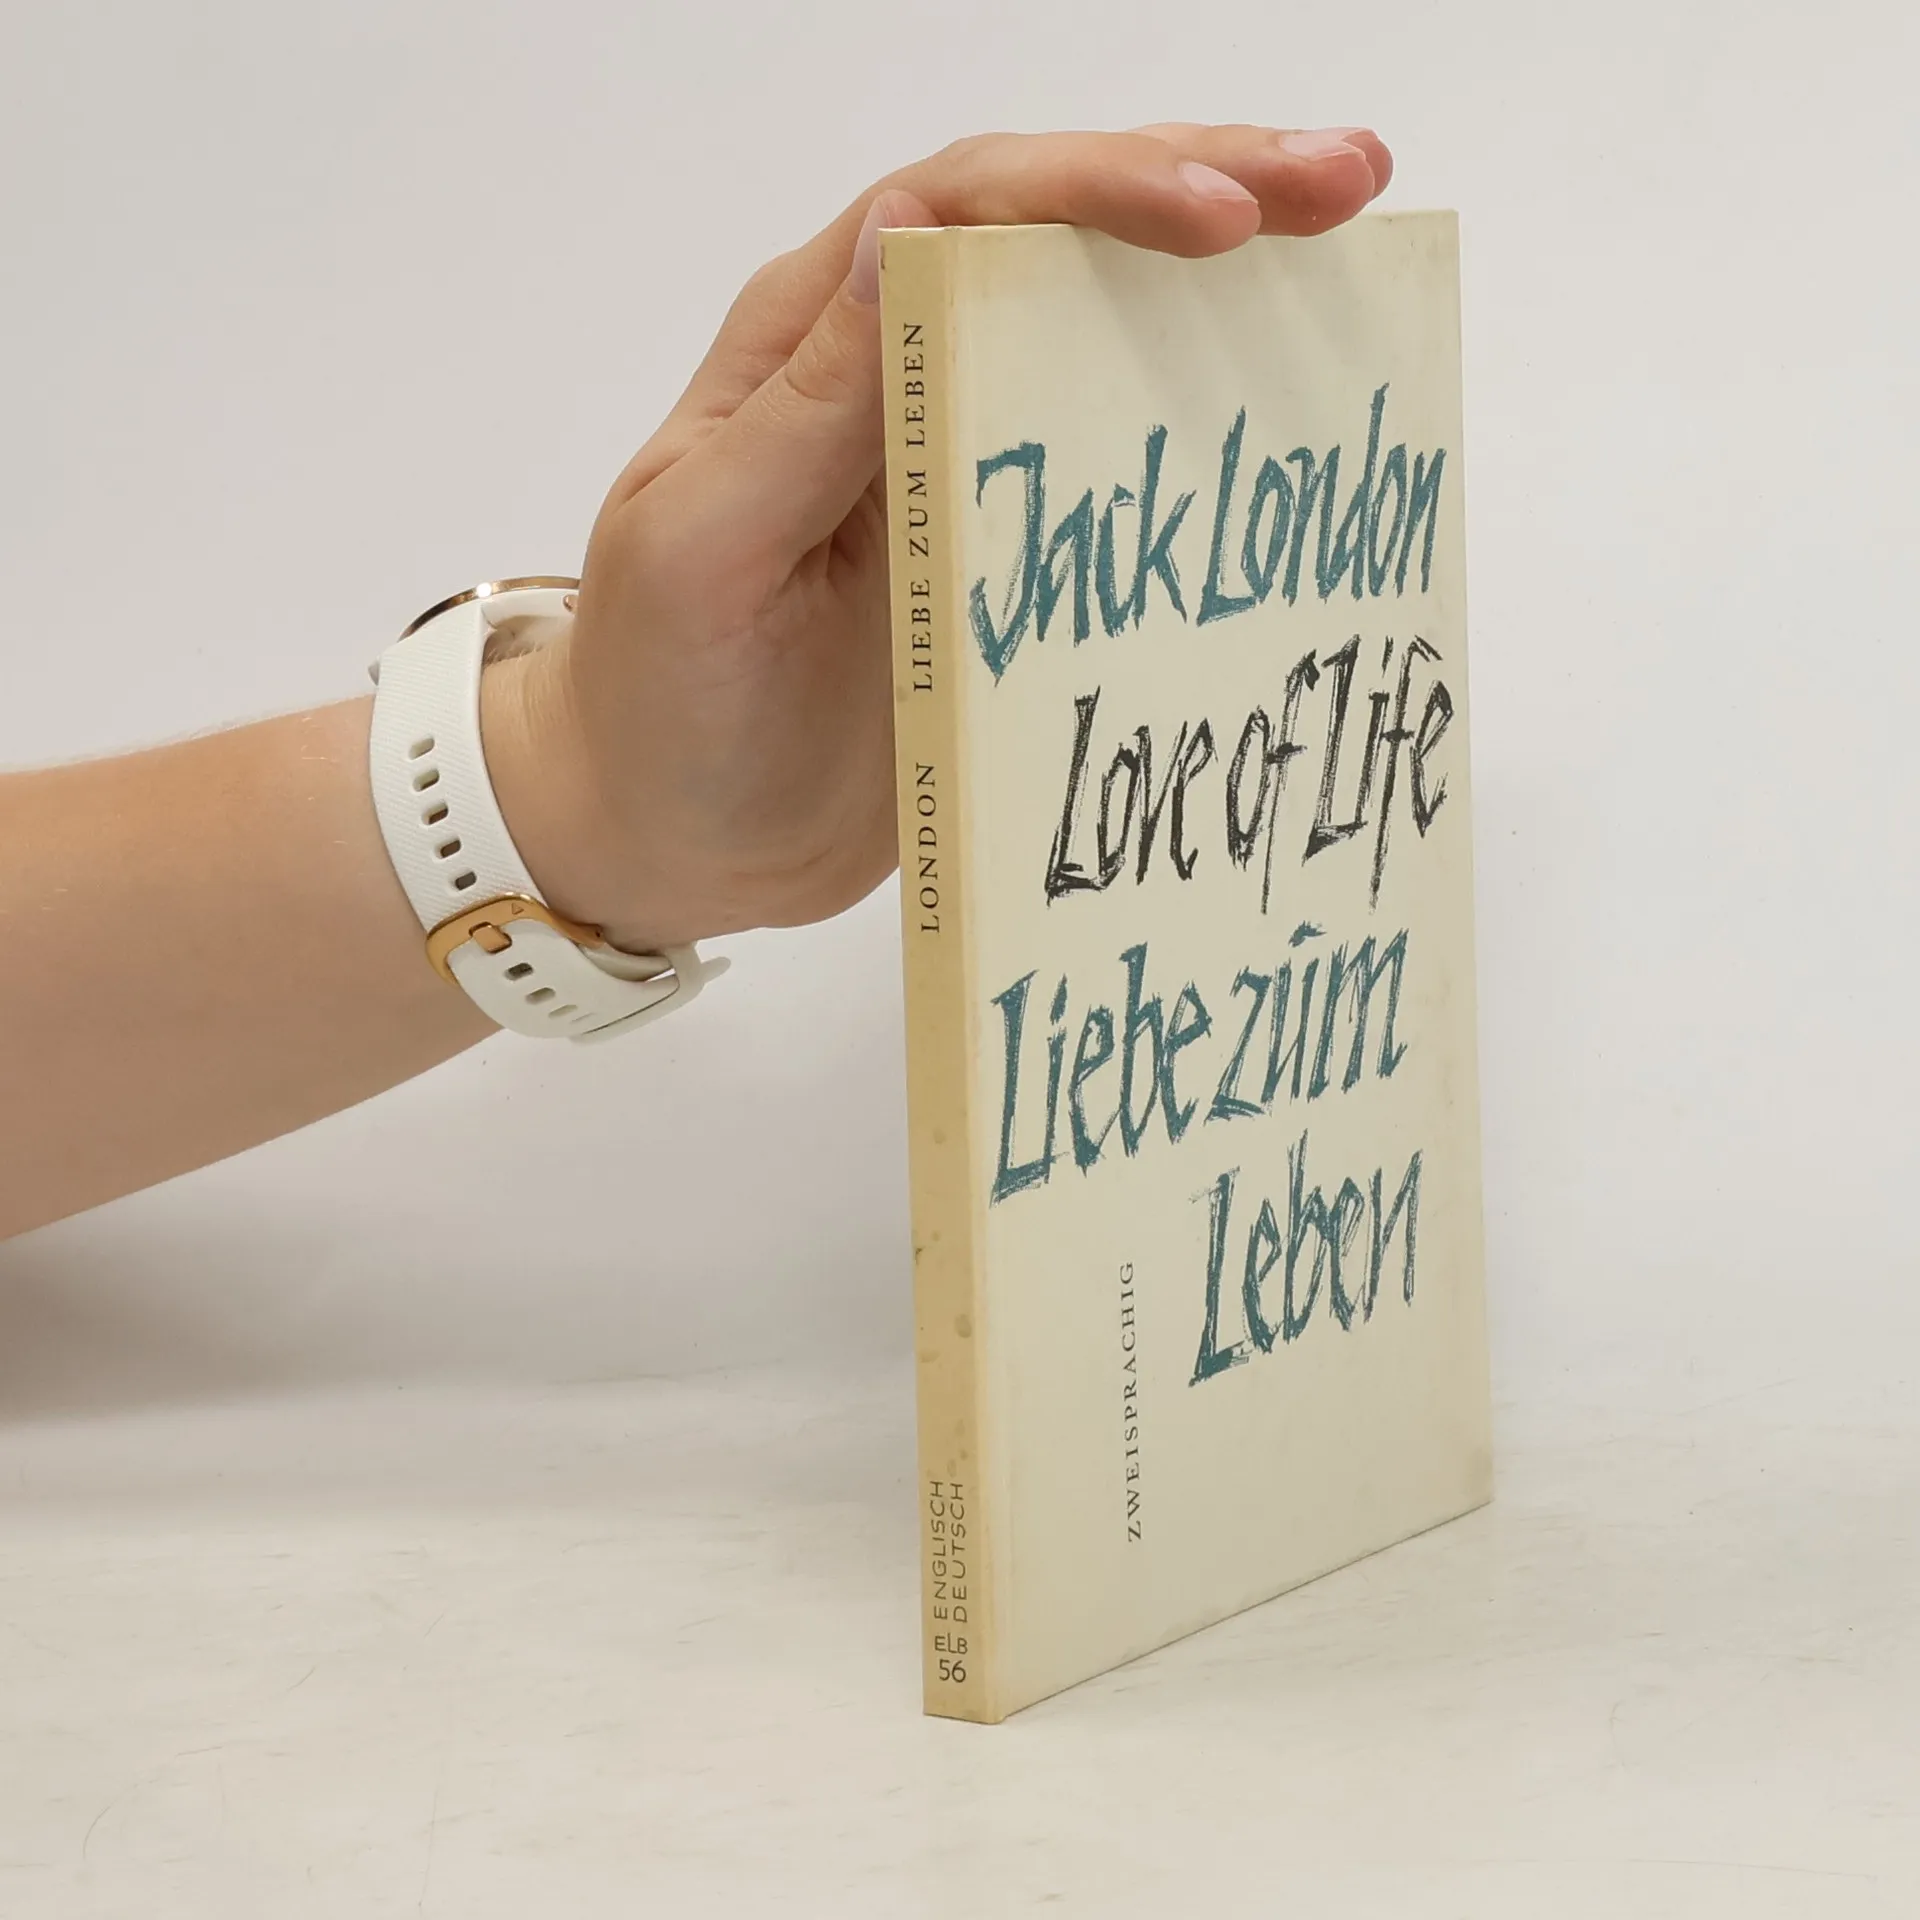 LONDON LIEBE ZUM LEBEN
ENGLISCH
DEUTSCH
ELB
56
Jack London
Love of Life
Liebe zum
Leben
ZWEISPRACHIG